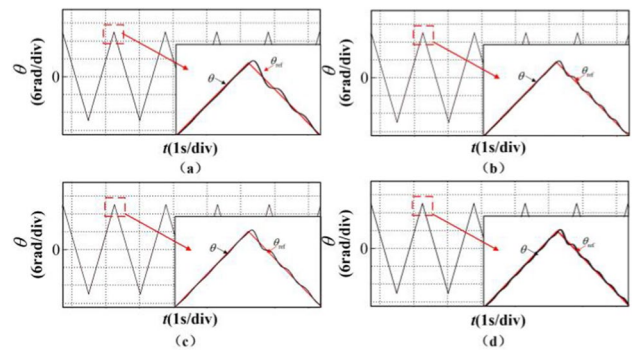 θ
(6rad/div)
0
θ
θref
t(1s/div)
(a)
θ
(6rad/div)
0
θ
θref
t(1s/div)
(b)
θ
(6rad/div)
0
θ
θref
t(1s/div)
(c)
θ
(6rad/div)
0
θ
θref
t(1s/div)
(d)